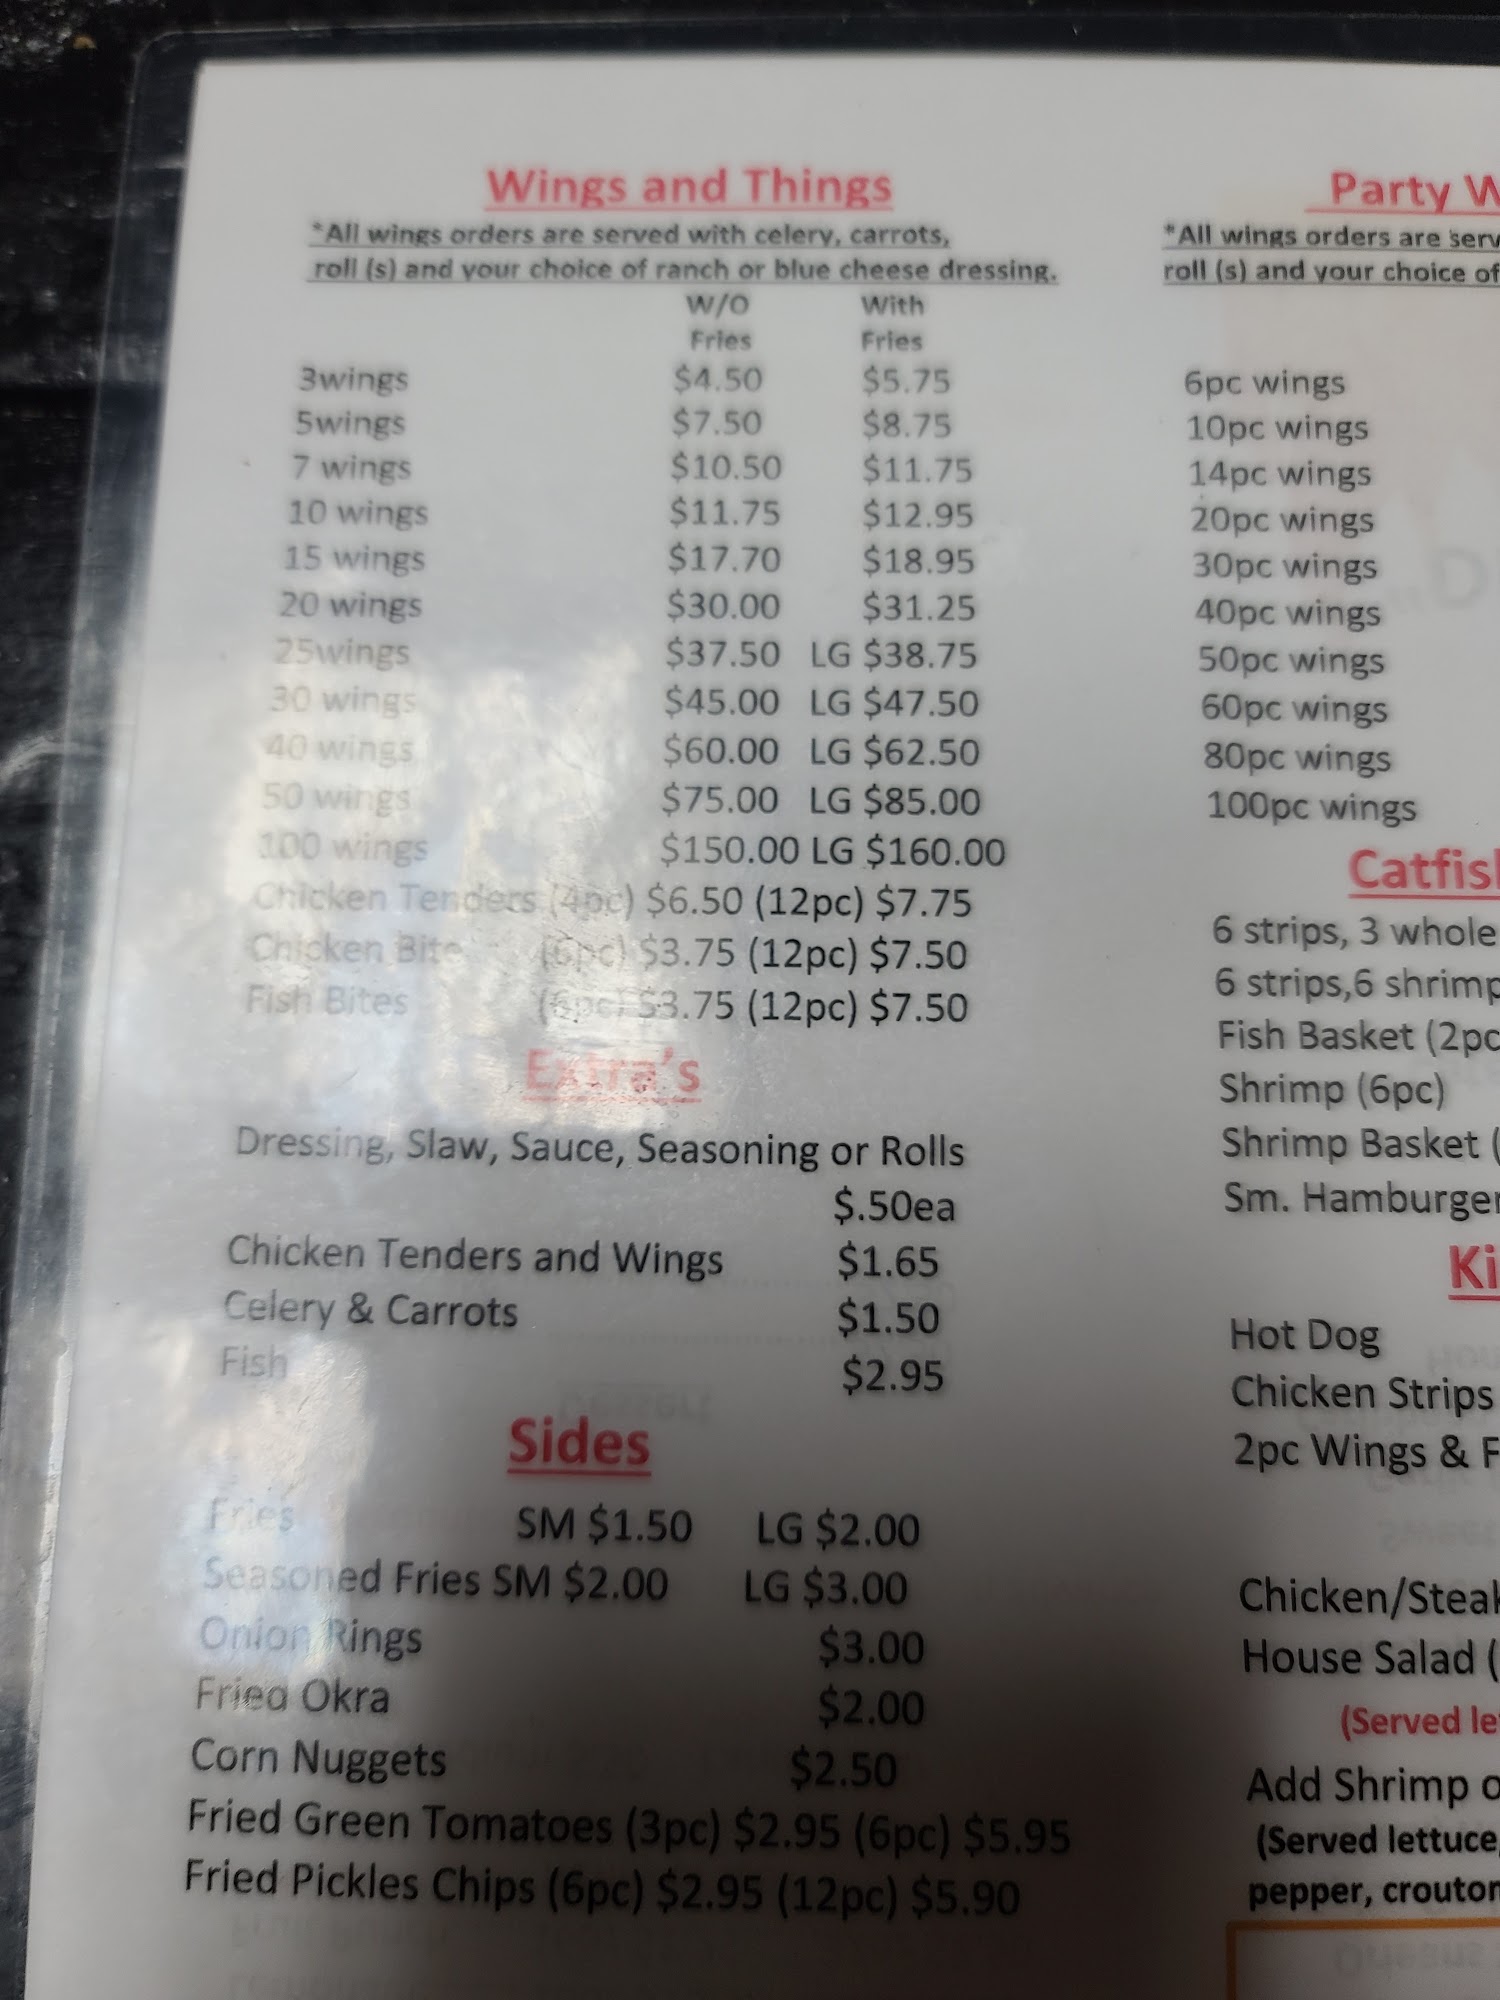 Wings and Things
*All wings orders are served with celery, carrots,
roll (s) and your choice of ranch or blue cheese dressing.
W/O With
Fries Fries
3wings $4.50 $5.75
5wings $7.50 $8.75
7 wings $10.50 $11.75
10 wings $11.75 $12.95
15 wings $17.70 $18.95
20 wings $30.00 $31.25
25wings $37.50 LG $38.75
30 wings $45.00 LG $47.50
40 wings $60.00 LG $62.50
50 wings $75.00 LG $85.00
100 wings $150.00 LG $160.00
Chicken Tenders (4pc) $6.50 (12pc) $7.75
Chicken Bite (6pc) $3.75 (12pc) $7.50
Fish Bites (6pc) $3.75 (12pc) $7.50
Extra's
Dressing, Slaw, Sauce, Seasoning or Rolls
$.50ea
Chicken Tenders and Wings $1.65
Celery & Carrots $1.50
Fish $2.95
Sides
Fries SM $1.50 LG $2.00
Seasoned Fries SM $2.00 LG $3.00
Onion Rings $3.00
Fried Okra $2.00
Corn Nuggets $2.50
Fried Green Tomatoes (3pc) $2.95 (6pc) $5.95
Fried Pickles Chips (6pc) $2.95 (12pc) $5.90
Party W
*All wings orders are serv
roll (s) and your choice of
6pc wings
10pc wings
14pc wings
20pc wings
30pc wings
40pc wings
50pc wings
60pc wings
80pc wings
100pc wings
Catfis
6 strips, 3 whole
6 strips,6 shrimp
Fish Basket (2pc
Shrimp (6pc)
Shrimp Basket (
Sm. Hamburger
Ki
Hot Dog
Chicken Strips
2pc Wings & F
Chicken/Steak
House Salad (
(Served le
Add Shrimp o
(Served lettuce,
pepper, crouton